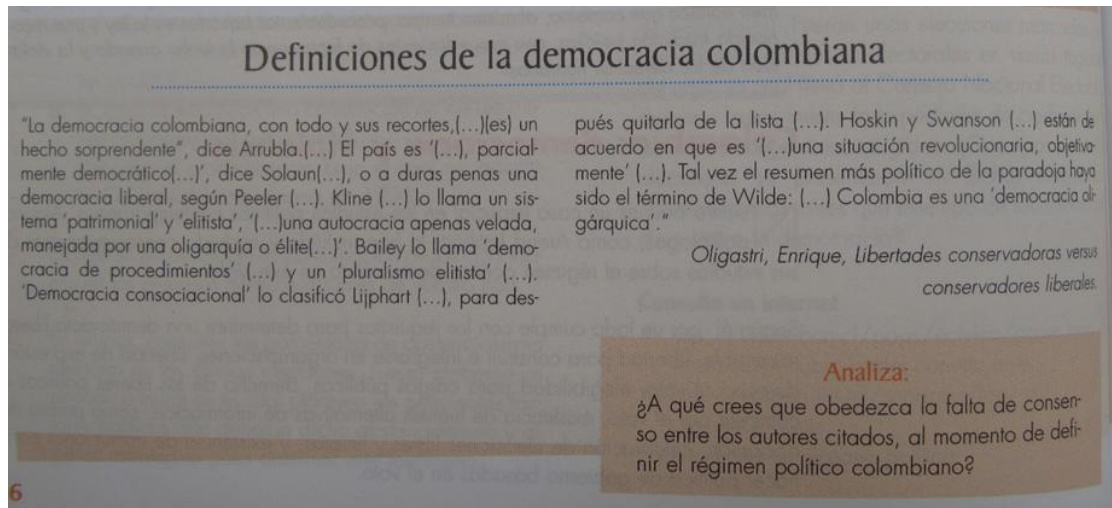 Definiciones de la democracia colombiana
"La democracia colombiana, con todo y sus recortes,(...)(es) un
hecho sorprendente", dice Arrubla.(...) El país es '(...), parcial-
mente democrático(...)', dice Solaun(...), o a duras penas una
democracia liberal, según Peeler (...). Kline (...) lo llama un sis-
tema 'patrimonial' y 'elitista', '(...)una autocracia apenas velada,
manejada por una oligarquía o élite(...)'. Bailey lo llama 'demo-
cracia de procedimientos' (...) y un 'pluralismo elitista' (...).
'Democracia consociacional' lo clasificó Lijphart (...), para des-
pués quitarla de la lista (...). Hoskin y Swanson (...) están de
acuerdo en que es '(...)una situación revolucionaria, objetiva-
mente' (...). Tal vez el resumen más político de la paradoja haya
sido el término de Wilde: (...) Colombia es una 'democracia oli-
gárquica'."
Oligastri, Enrique, Libertades conservadoras versus
conservadores liberales.
Analiza:
¿A qué crees que obedezca la falta de consen-
so entre los autores citados, al momento de defi-
nir el régimen político colombiano?
6